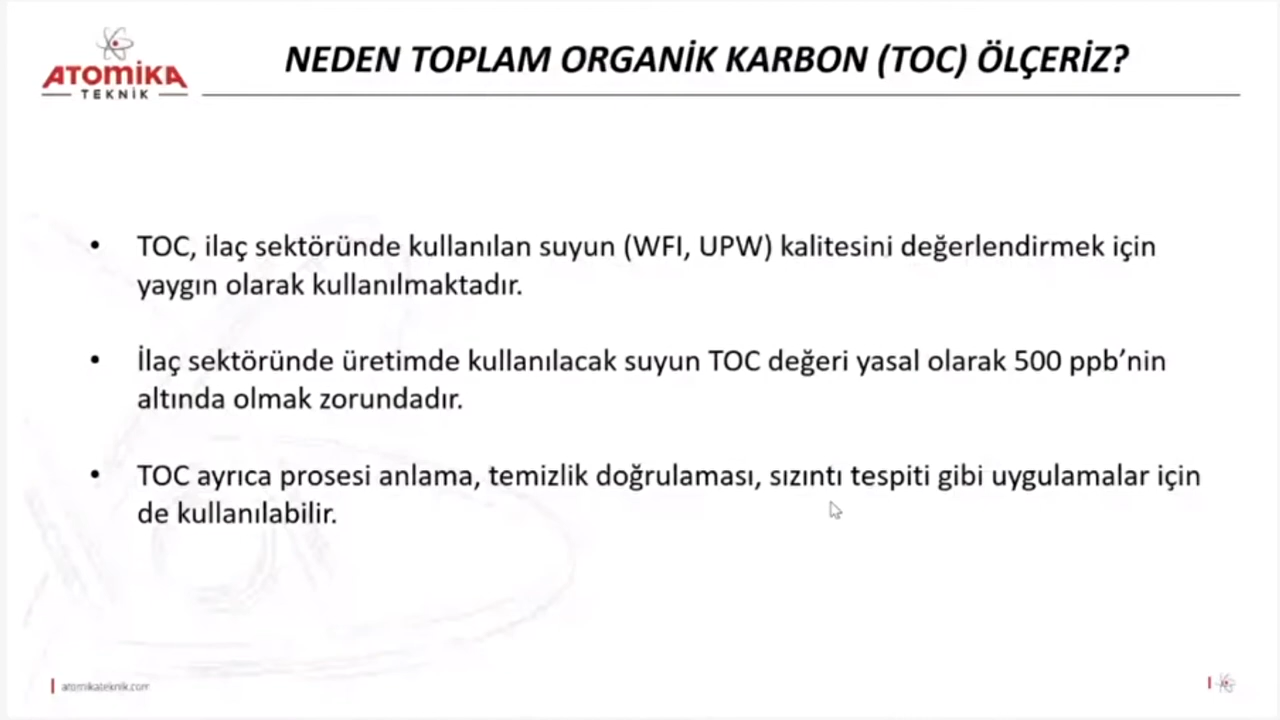 ATOMİKA
TEKNİK
NEDEN TOPLAM ORGANİK KARBON (TOC) ÖLÇERİZ?
• TOC, ilaç sektöründe kullanılan suyun (WFI, UPW) kalitesini değerlendirmek için
yaygın olarak kullanılmaktadır.
• İlaç sektöründe üretimde kullanılacak suyun TOC değeri yasal olarak 500 ppb’nin
altında olmak zorundadır.
• TOC ayrıca prosesi anlama, temizlik doğrulaması, sızıntı tespiti gibi uygulamalar için
de kullanılabilir.
atomikateknik.com